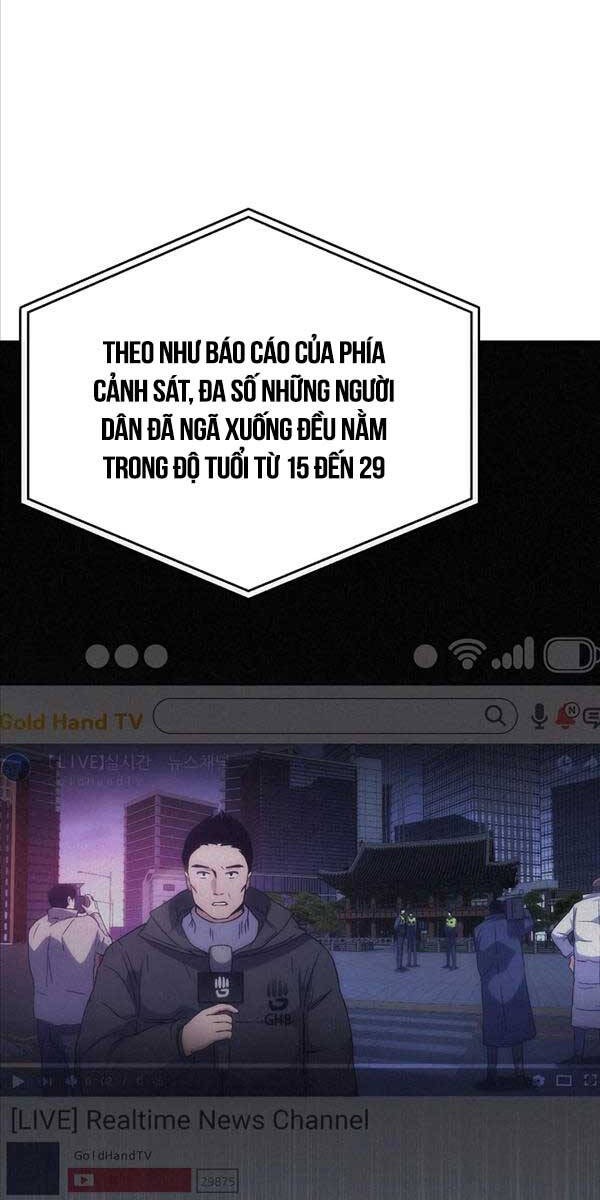 THEO NHƯ BÁO CÁO CỦA PHÍA
CẢNH SÁT, ĐA SỐ NHỮNG NGƯỜI
DÂN ĐÃ NGÃ XUỐNG ĐỀU NẰM
TRONG ĐỘ TUỔI TỪ 15 ĐẾN 29
Gold Hand TV
N
[LIVE]실시간 뉴스채널
GoldHandTV
G
GHB
[LIVE] Realtime News Channel
GoldHandTV
29875